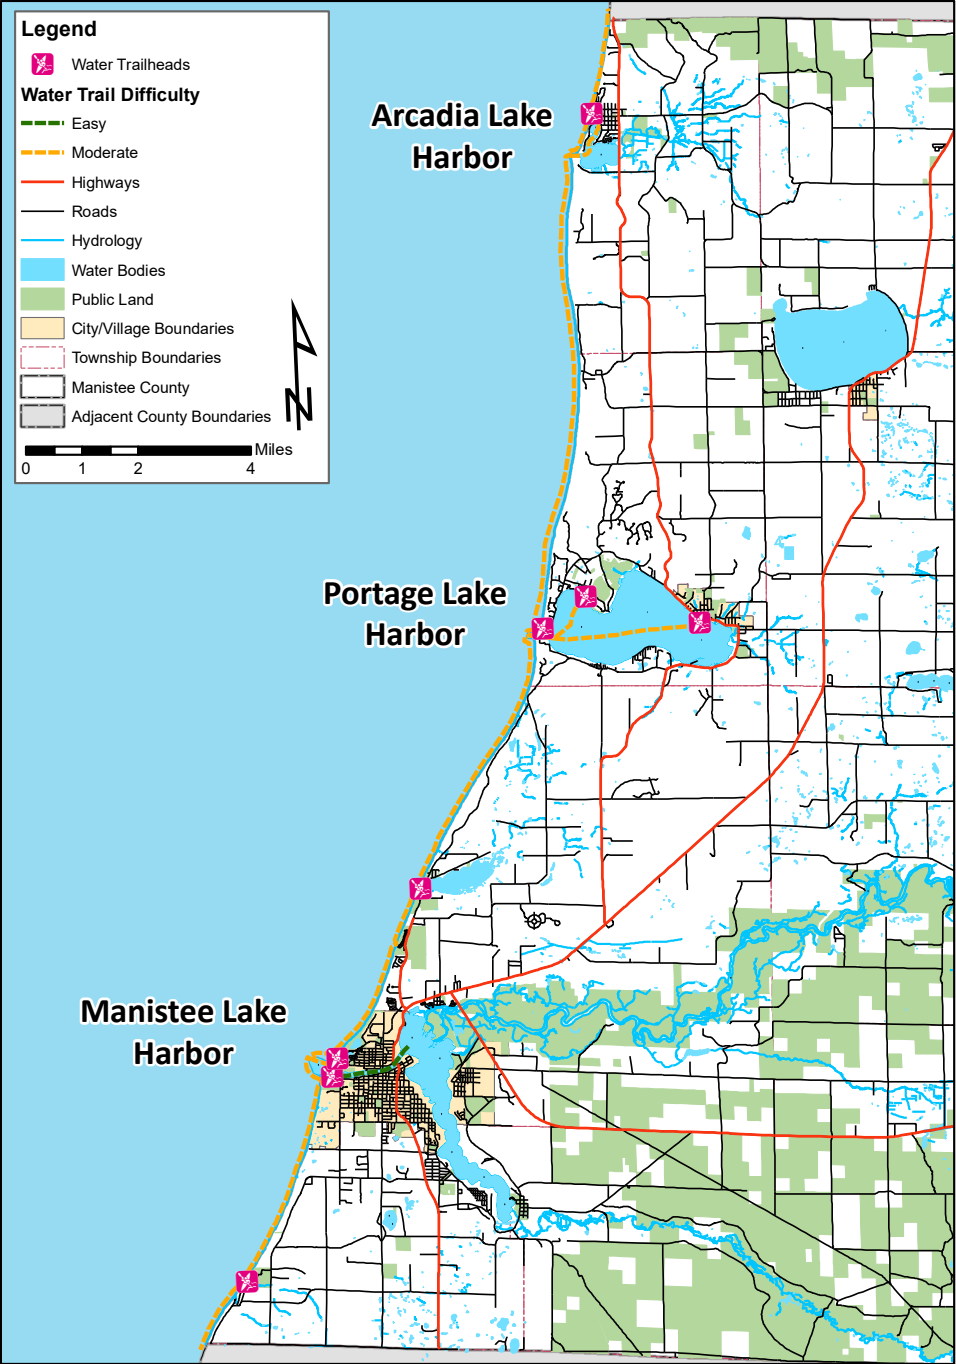 Legend
Water Trailheads
Water Trail Difficulty
Easy
Moderate
Highways
Roads
Hydrology
Water Bodies
Public Land
City/Village Boundaries
Township Boundaries
Manistee County
Adjacent County Boundaries
N
Miles
0 1 2 4
Arcadia Lake
Harbor
Portage Lake
Harbor
Manistee Lake
Harbor